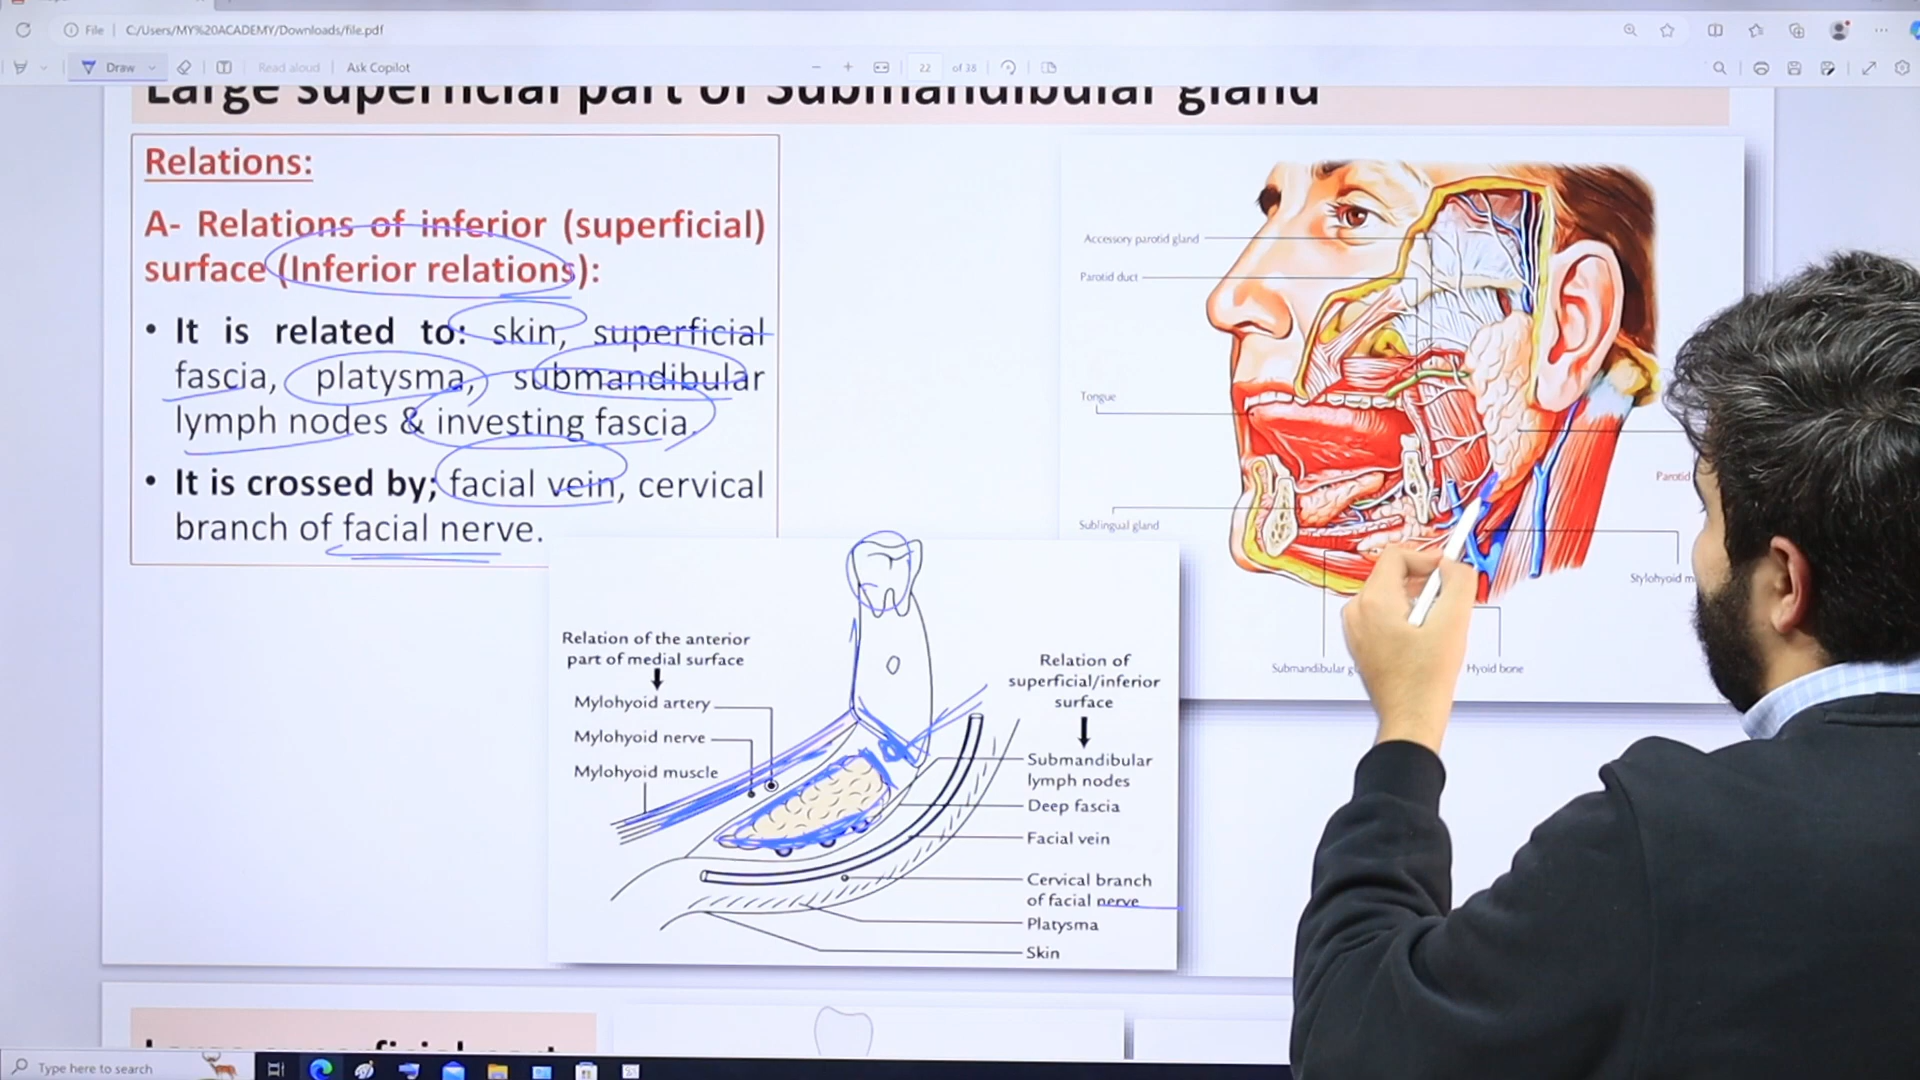 File C:/Users/MY%20ACADEMY/Downloads/file.pdf
Draw Read aloud Ask Copilot 22 of 38
Large superficial part of Submandibular gland
Relations:
A- Relations of inferior (superficial)
surface (Inferior relations):
• It is related to: skin, superficial
fascia, platysma, submandibular
lymph nodes & investing fascia.
• It is crossed by; facial vein, cervical
branch of facial nerve.
Accessory parotid gland
Parotid duct
Tongue
Sublingual gland
Parotid
Stylohyoid m
Submandibular g
Hyoid bone
Relation of the anterior
part of medial surface
Mylohyoid artery
Mylohyoid nerve
Mylohyoid muscle
Relation of
superficial/inferior
surface
Submandibular
lymph nodes
Deep fascia
Facial vein
Cervical branch
of facial nerve
Platysma
Skin
Large superficial part
Type here to search